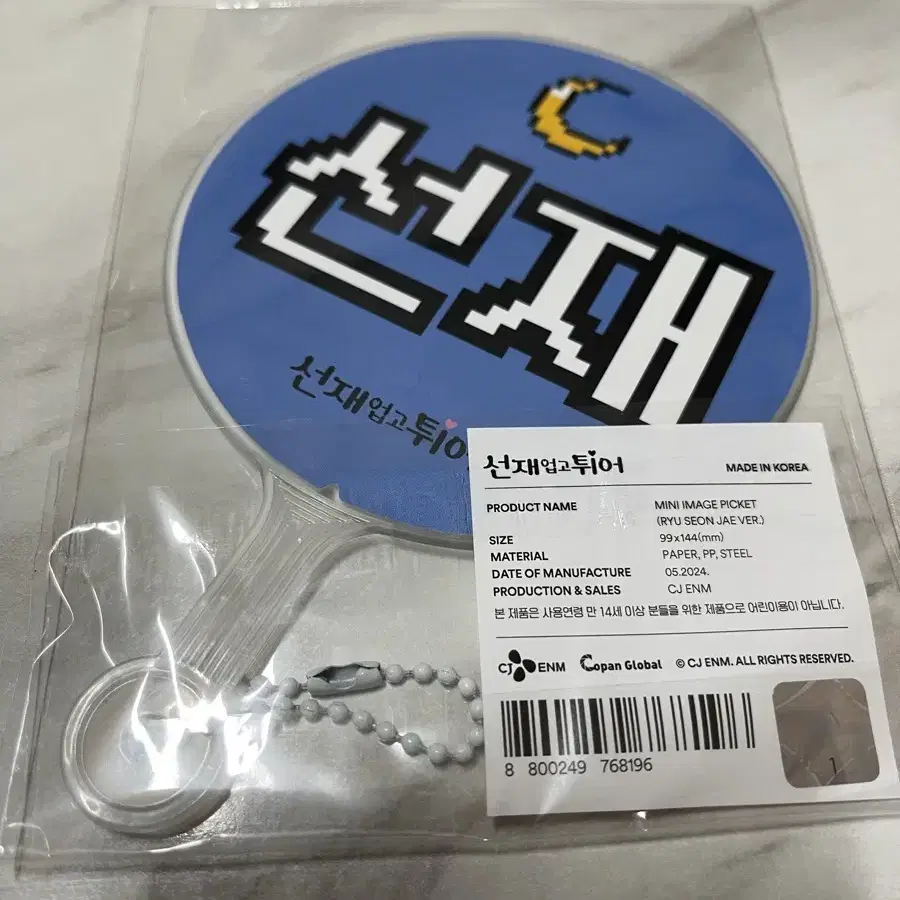 선재
선재업고튀어
선재업고튀어 MADE IN KOREA
PRODUCT NAME MINI IMAGE PICKET
(RYU SEON JAE VER.)
SIZE 99x144(mm)
MATERIAL PAPER, PP, STEEL
DATE OF MANUFACTURE 05.2024.
PRODUCTION & SALES CJ ENM
본 제품은 사용연령 만 14세 이상 분들을 위한 제품으로 어린이용이 아닙니다.
CJ ENM Copan Global © CJ ENM. ALL RIGHTS RESERVED.
8 800249 768196
1